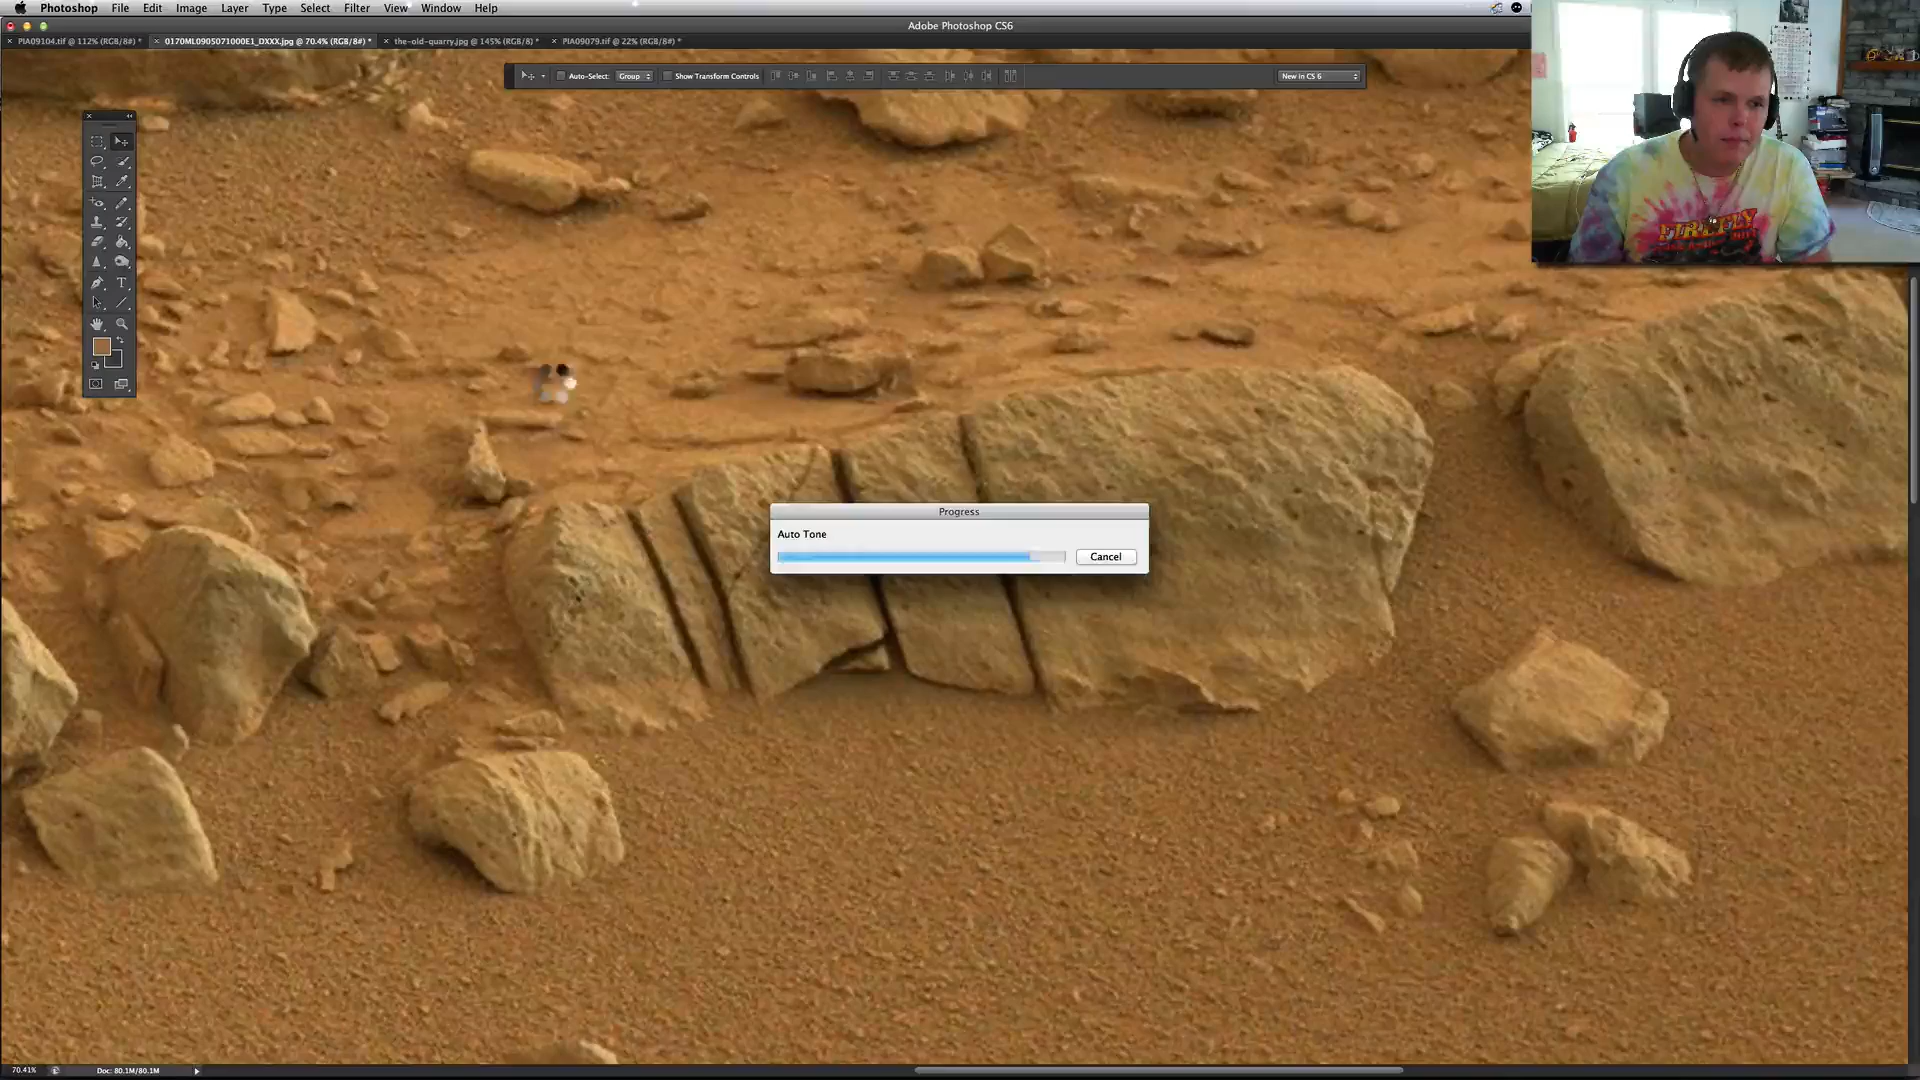 Photoshop File Edit Image Layer Type Select Filter View Window Help
Adobe Photoshop CS6
PIA09104.tif @ 112% (RGB/8#) *
0170ML0905071000E1_DXXX.jpg @ 70.4% (RGB/8#) *
the-old-quarry.jpg @ 145% (RGB/8) *
PIA09079.tif @ 22% (RGB/8#) *
Auto-Select: Group Show Transform Controls
New in CS 6
FIREFLY
Progress
Auto Tone
Cancel
70.41% Doc: 80.1M/80.1M